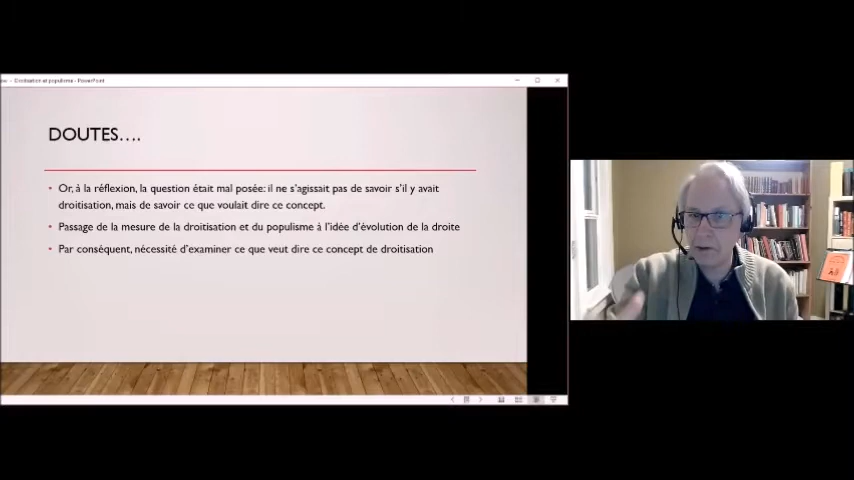 Droitisation et populisme - PowerPoint
DOUTES....
• Or, à la réflexion, la question était mal posée: il ne s'agissait pas de savoir s'il y avait
droitisation, mais de savoir ce que voulait dire ce concept.
• Passage de la mesure de la droitisation et du populisme à l'idée d'évolution de la droite
• Par conséquent, nécessité d'examiner ce que veut dire ce concept de droitisation